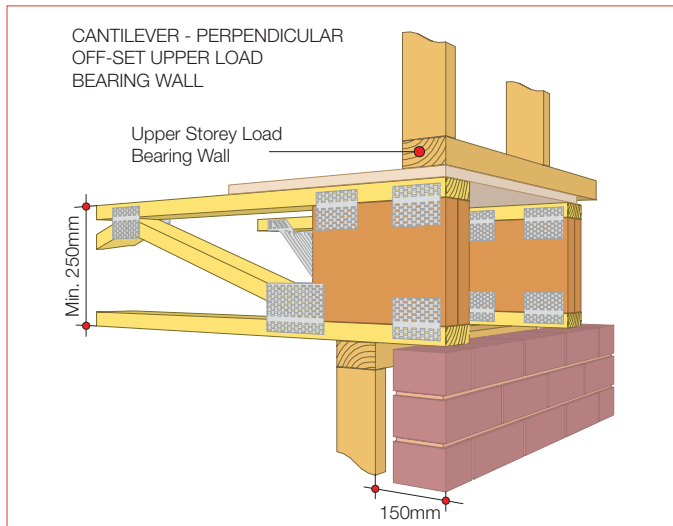 CANTILEVER - PERPENDICULAR
OFF-SET UPPER LOAD
BEARING WALL
Upper Storey Load
Bearing Wall
Min. 250mm
150mm